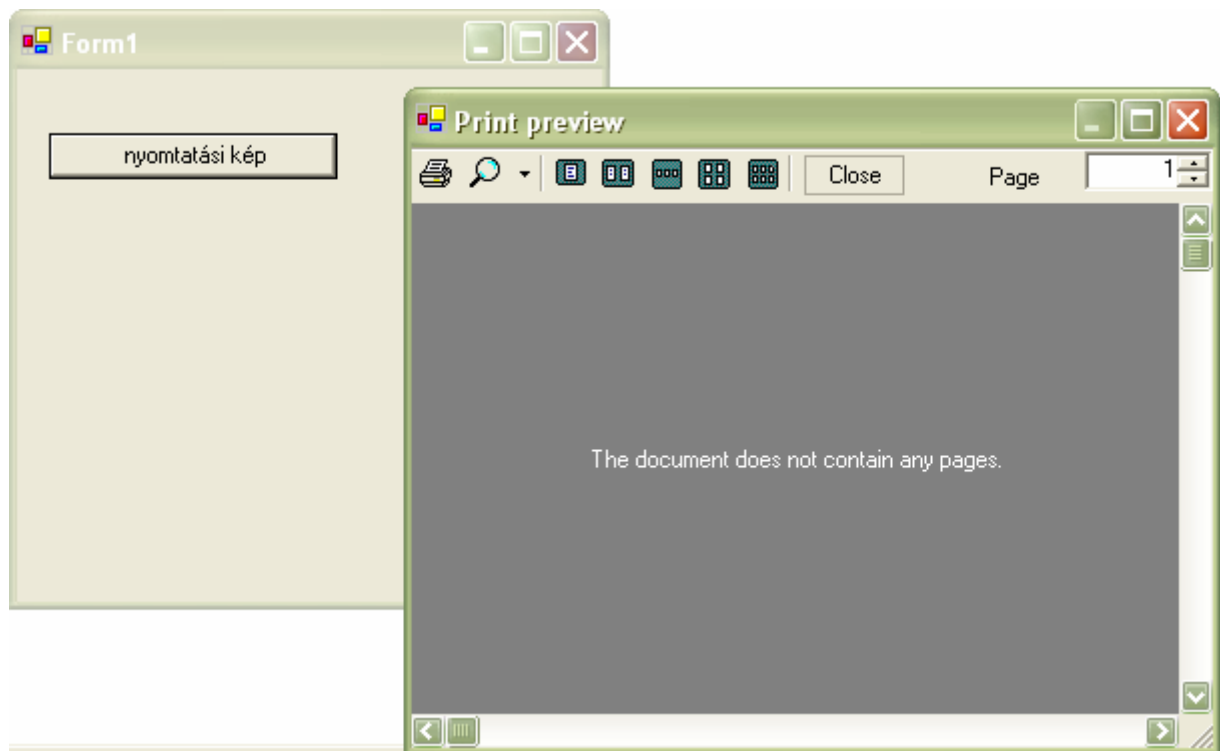 Form1
nyomtatási kép
Print preview
Close Page 1
The document does not contain any pages.